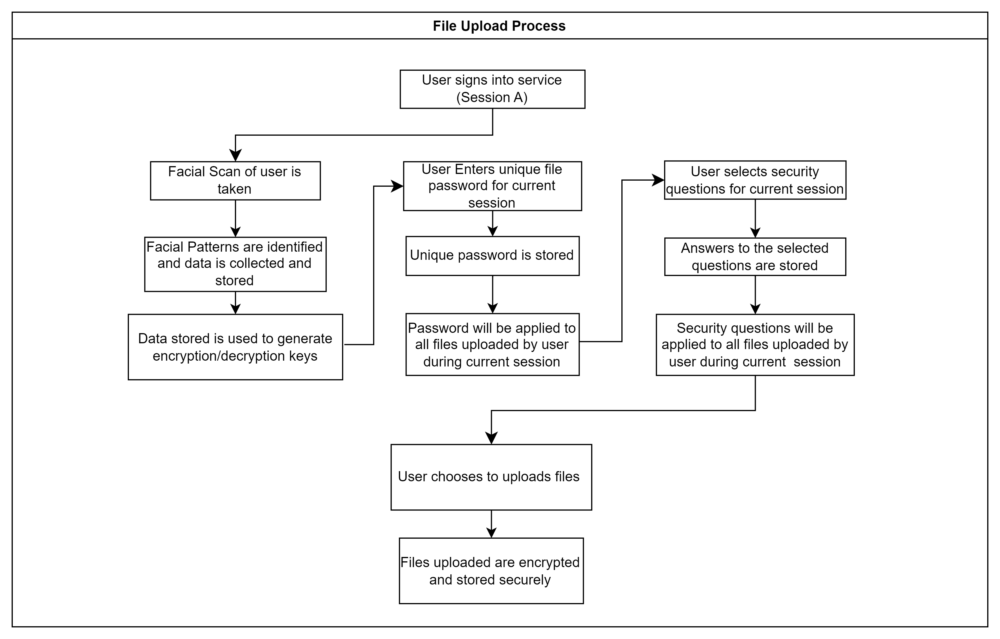 File Upload Process
User signs into service
(Session A)
Facial Scan of user is
taken
Facial Patterns are identified
and data is collected and
stored
Data stored is used to generate
encryption/decryption keys
User Enters unique file
password for current
session
Unique password is stored
Password will be applied to
all files uploaded by user
during current session
User selects security
questions for current session
Answers to the selected
questions are stored
Security questions will be
applied to all files uploaded by
user during current  session
User chooses to uploads files
Files uploaded are encrypted
and stored securely